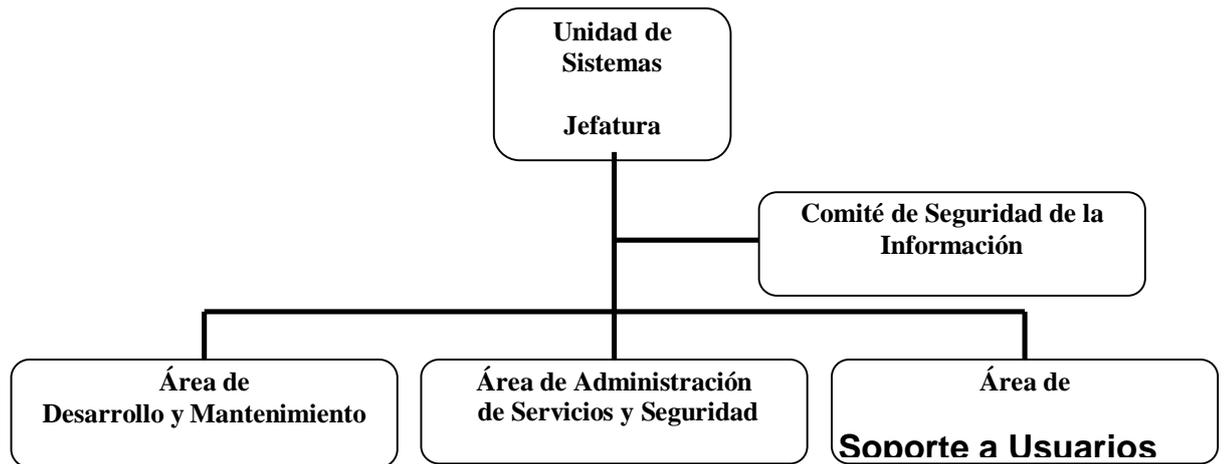 Unidad de
Sistemas
Jefatura
Comité de Seguridad de la
Información
Área de
Desarrollo y Mantenimiento
Área de Administración
de Servicios y Seguridad
Área de
Soporte a Usuarios